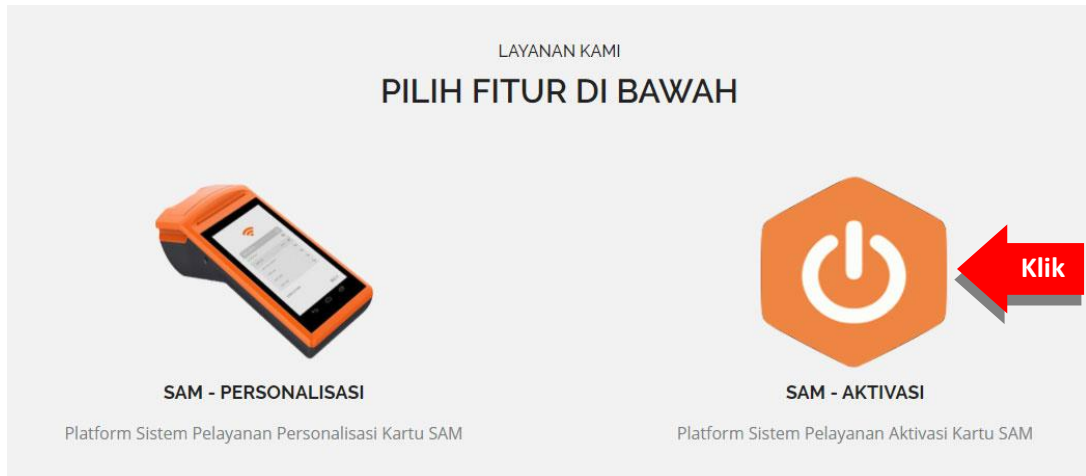 LAYANAN KAMI
PILIH FITUR DI BAWAH
Klik
SAM - PERSONALISASI
SAM - AKTIVASI
Platform Sistem Pelayanan Personalisasi Kartu SAM
Platform Sistem Pelayanan Aktivasi Kartu SAM